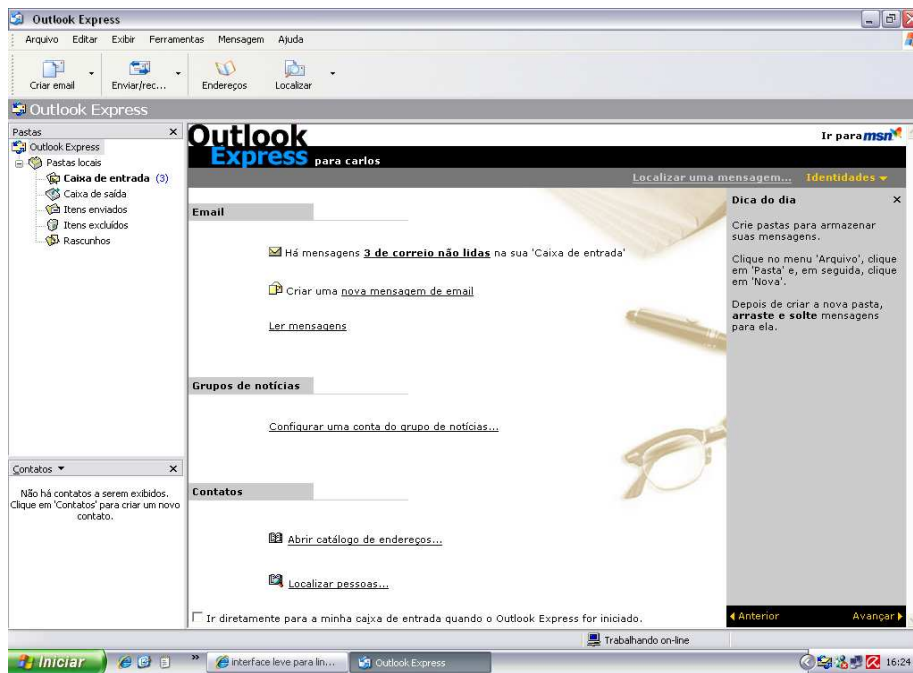 Outlook Express
Arquivo Editar Exibir Ferramentas Mensagem Ajuda
Criar email Enviar/rec... Endereços Localizar
Outlook Express
Pastas
Outlook Express
Pastas locais
Caixa de entrada (3)
Caixa de saída
Itens enviados
Itens excluídos
Rascunhos
Contatos
Não há contatos a serem exibidos.
Clique em 'Contatos' para criar um novo
contato.
Outlook
Express para carlos
Ir para msn
Localizar uma mensagem... Identidades
Email
Há mensagens 3 de correio não lidas na sua 'Caixa de entrada'
Criar uma nova mensagem de email
Ler mensagens
Grupos de notícias
Configurar uma conta do grupo de notícias...
Contatos
Abrir catálogo de endereços...
Localizar pessoas...
Ir diretamente para a minha caixa de entrada quando o Outlook Express for iniciado.
Dica do dia
Crie pastas para armazenar
suas mensagens.
Clique no menu 'Arquivo', clique
em 'Pasta' e, em seguida, clique
em 'Nova'.
Depois de criar a nova pasta,
arraste e solte mensagens
para ela.
Anterior Avançar
Trabalhando on-line
Iniciar » interface leve para lin... Outlook Express 16:24